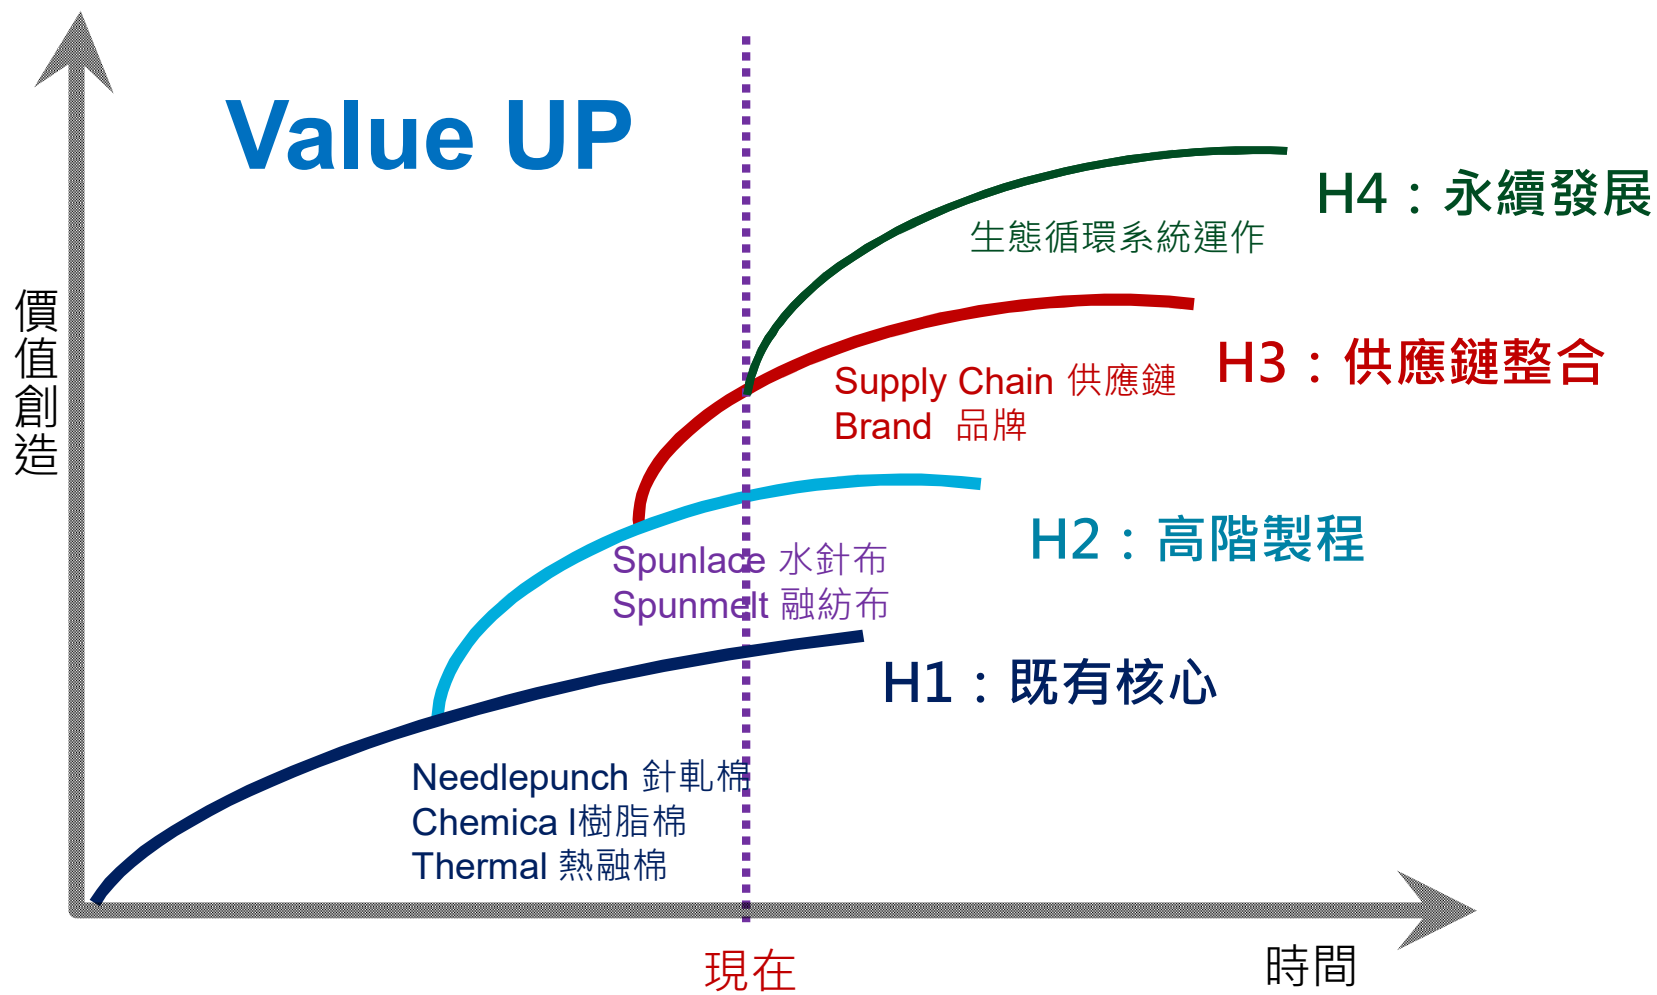 Value UP
價值創造
H4：永續發展
生態循環系統運作
H3：供應鏈整合
Supply Chain 供應鏈
Brand 品牌
H2：高階製程
Spunlace 水針布
Spunmelt 融紡布
H1：既有核心
Needlepunch 針軋棉
Chemica l樹脂棉
Thermal 熱融棉
現在
時間